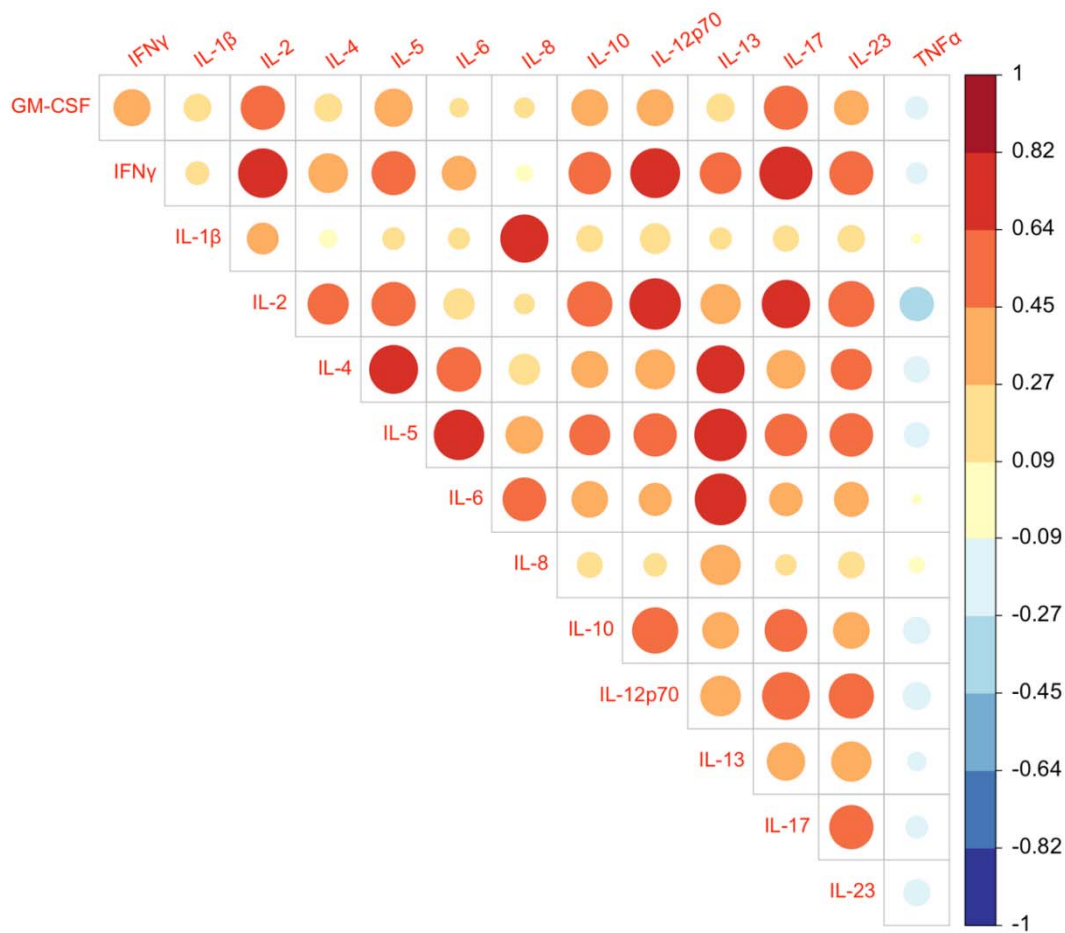 IFNγ IL-1β IL-2 IL-4 IL-5 IL-6 IL-8 IL-10 IL-12p70 IL-13 IL-17 IL-23 TNFα
GM-CSF
IFNγ
IL-1β
IL-2
IL-4
IL-5
IL-6
IL-8
IL-10
IL-12p70
IL-13
IL-17
IL-23
1
0.82
0.64
0.45
0.27
0.09
-0.09
-0.27
-0.45
-0.64
-0.82
-1